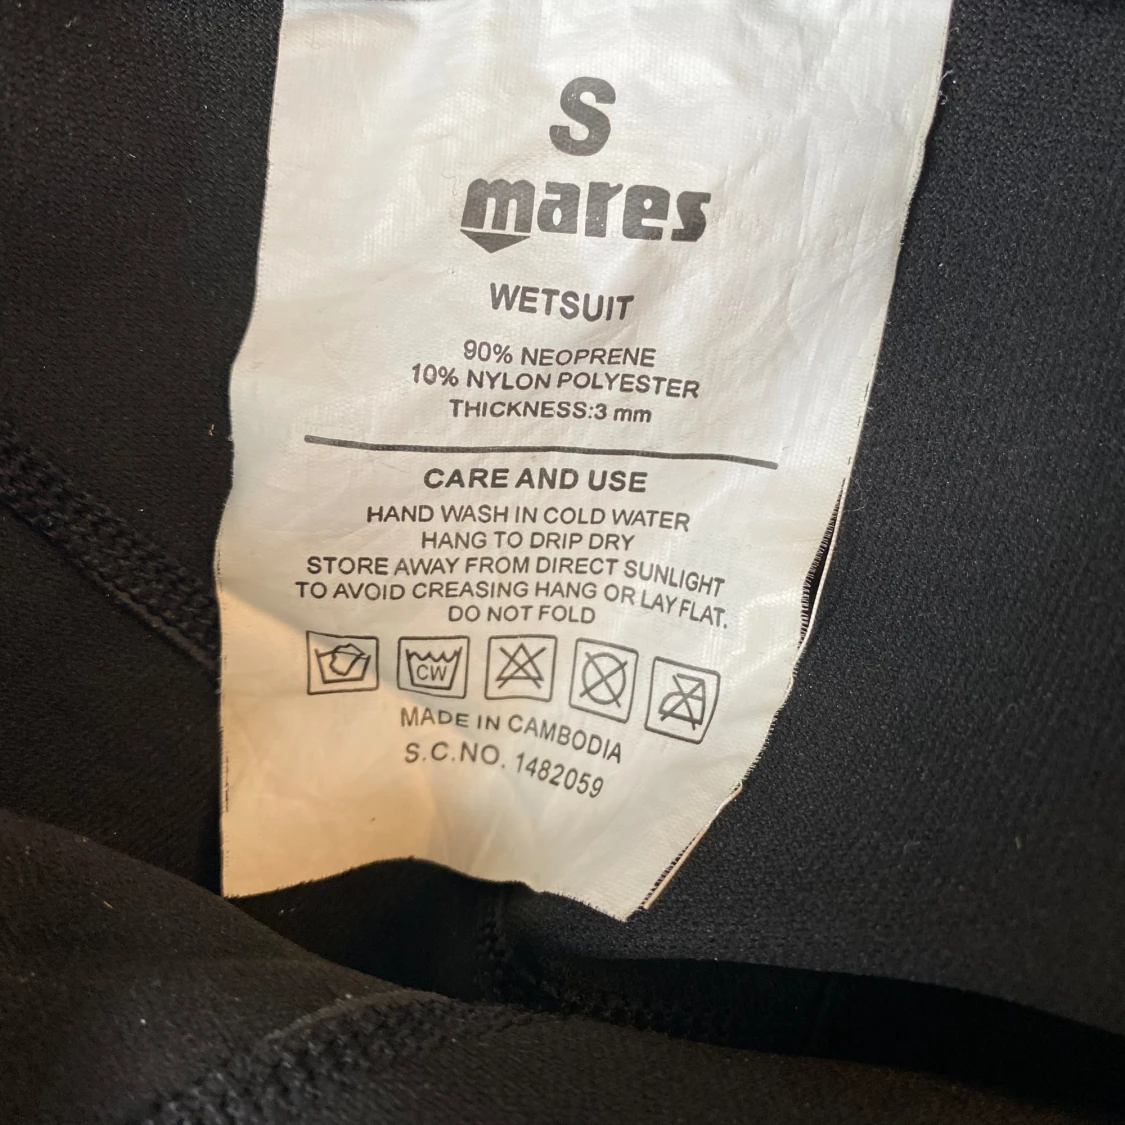 S
mares
WETSUIT
90% NEOPRENE
10% NYLON POLYESTER
THICKNESS:3 mm
CARE AND USE
HAND WASH IN COLD WATER
HANG TO DRIP DRY
STORE AWAY FROM DIRECT SUNLIGHT
TO AVOID CREASING HANG OR LAY FLAT.
DO NOT FOLD
CW
MADE IN CAMBODIA
S.C.NO. 1482059